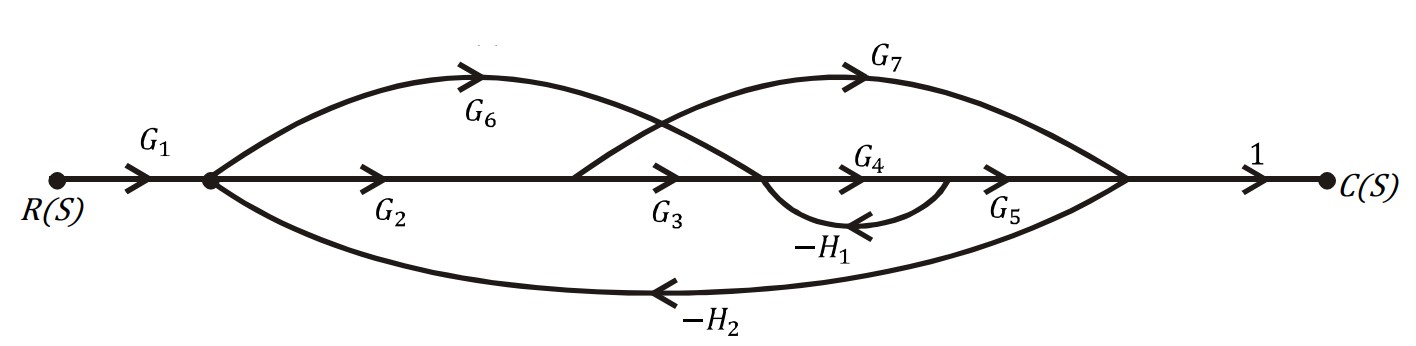 G₇
G₆
G₁
1
G₄
R(S)
G₂
G₃
G₅
C(S)
−H₁
−H₂